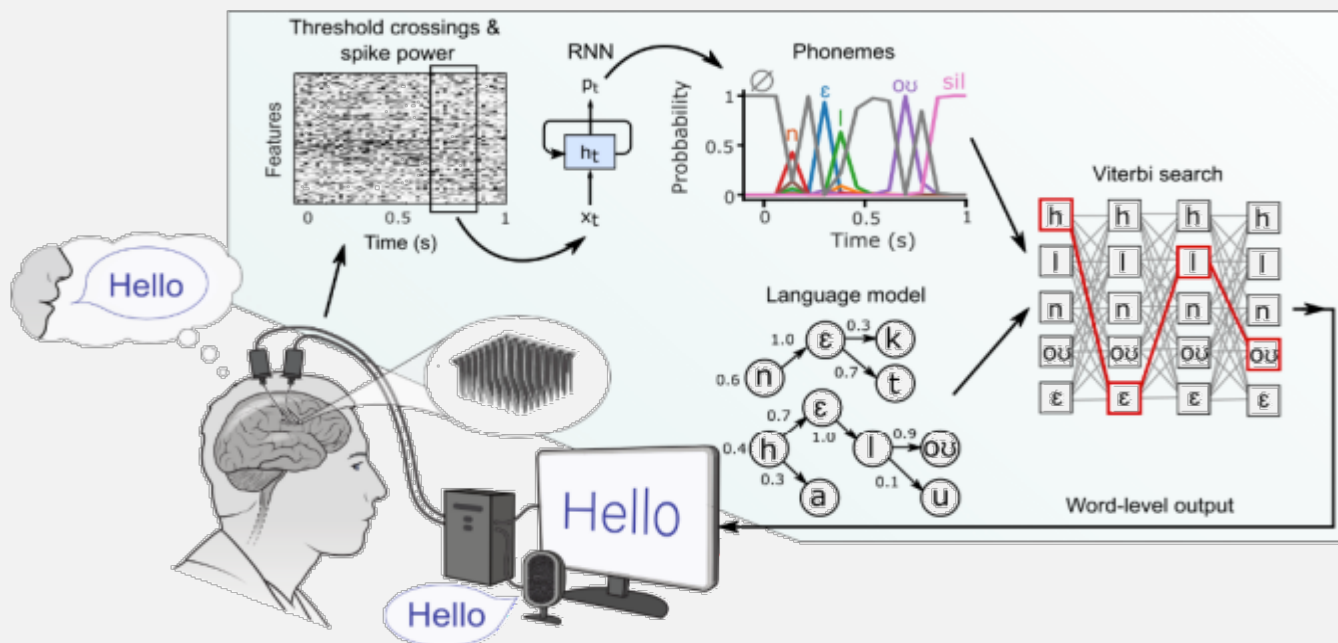 Threshold crossings &
spike power
Features
0 0.5 1
Time (s)
RNN
pₜ
hₜ
xₜ
Phonemes
Probbability
1
0.5
0
∅
n
ɛ
l
oʊ
sil
0 0.5 1
Time (s)
Viterbi search
h h h h
l l l l
n n n n
oʊ oʊ oʊ oʊ
ɛ ɛ ɛ ɛ
Language model
0.6 n 1.0 ɛ 0.3 k
0.7 t
0.4 h 0.7 ɛ 1.0 l 0.9 oʊ
0.3 a 0.1 u
Word-level output
Hello
Hello
Hello